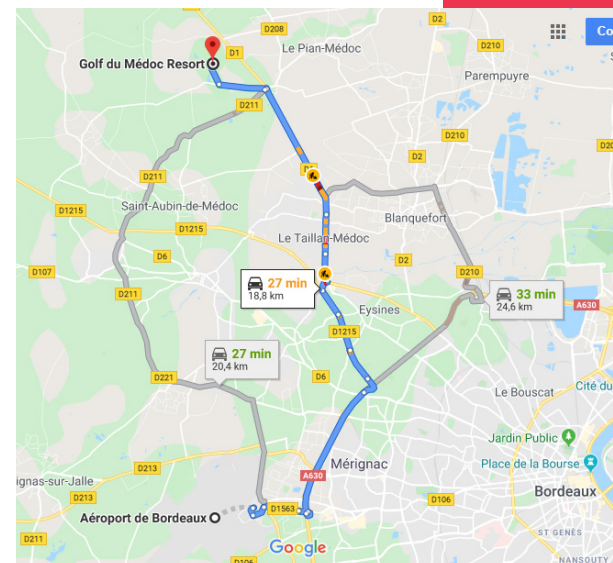 D2
D208
Co
D1
Le Pian-Médoc
D210
Golf du Médoc Resort
Parempuyre
D211
D210
D2
D211
Saint-Aubin-de-Médoc
D1215
Blanquefort
D1215
Le Taillan-Médoc
D6
D2
D107
D210
27 min
18,8 km
33 min
24,6 km
A630
D211
Eysines
D1215
27 min
20,4 km
D221
D6
Le Bouscat
Cité du
Jardin Public
Mérignac
Place de la Bourse
D213
A630
ignas-sur-Jalle
D213
D106
Bordeaux
D1563
Aéroport de Bordeaux
D211
ST GENÈS
Google
D106
NANSOUTY